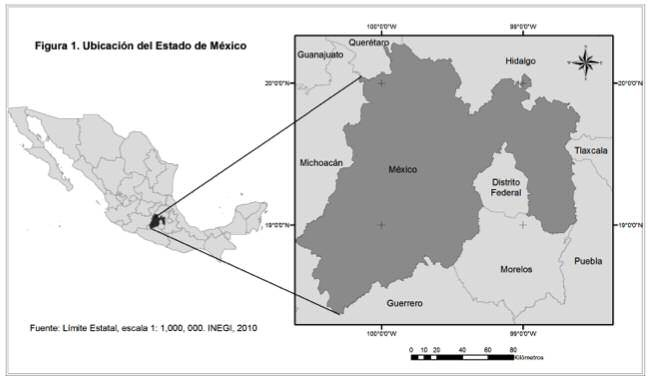 Figura 1. Ubicación del Estado de México
100°0'0"W
99°0'0"W
Querétaro
Guanajuato
Hidalgo
20°0'0"N
20°0'0"N
Tlaxcala
Michoacán
México
Distrito
Federal
19°0'0"N
19°0'0"N
Puebla
Morelos
Guerrero
Fuente: Límite Estatal, escala 1: 1,000, 000. INEGI, 2010
100°0'0"W
99°0'0"W
0 10 20 40 60 80
Kilómetros